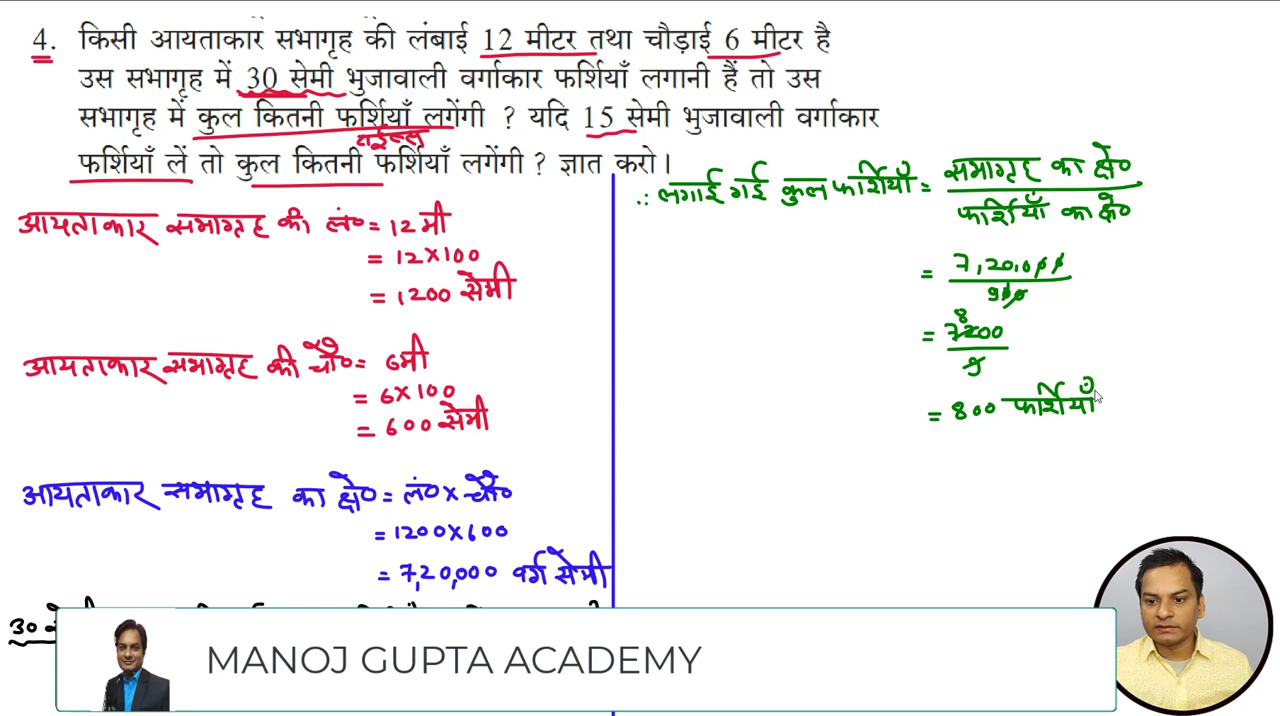 4. किसी आयताकार सभागृह की लंबाई 12 मीटर तथा चौड़ाई 6 मीटर है
उस सभागृह में 30 सेमी भुजावाली वर्गाकार फर्शियाँ लगानी हैं तो उस
सभागृह में कुल कितनी फर्शियाँ लगेंगी ? यदि 15 सेमी भुजावाली वर्गाकार
टाईल्स
फर्शियाँ लें तो कुल कितनी फर्शियाँ लगेंगी ? ज्ञात करो।
आयताकार सभागृह की लं० = 12 मी
= 12×100
= 1200 सेमी
आयताकार सभागृह की चौ० = 6मी
= 6×100
= 600 सेमी
आयताकार सभागृह का क्षे० = लं० × चौ०
= 1200×600
= 7,20,000 वर्ग सेमी
30
∴ लगाई गई कुल फर्शियाँ = सभागृह का क्षे०
फर्शियाँ का क्षे०
= 7,20,000
900
8
= 7200
9
= 800 फर्शियाँ
MANOJ GUPTA ACADEMY